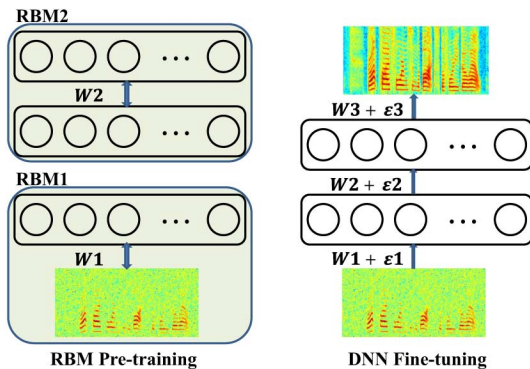 RBM2
W2
RBM1
W1
RBM Pre-training
W3 + ε3
W2 + ε2
W1 + ε1
DNN Fine-tuning